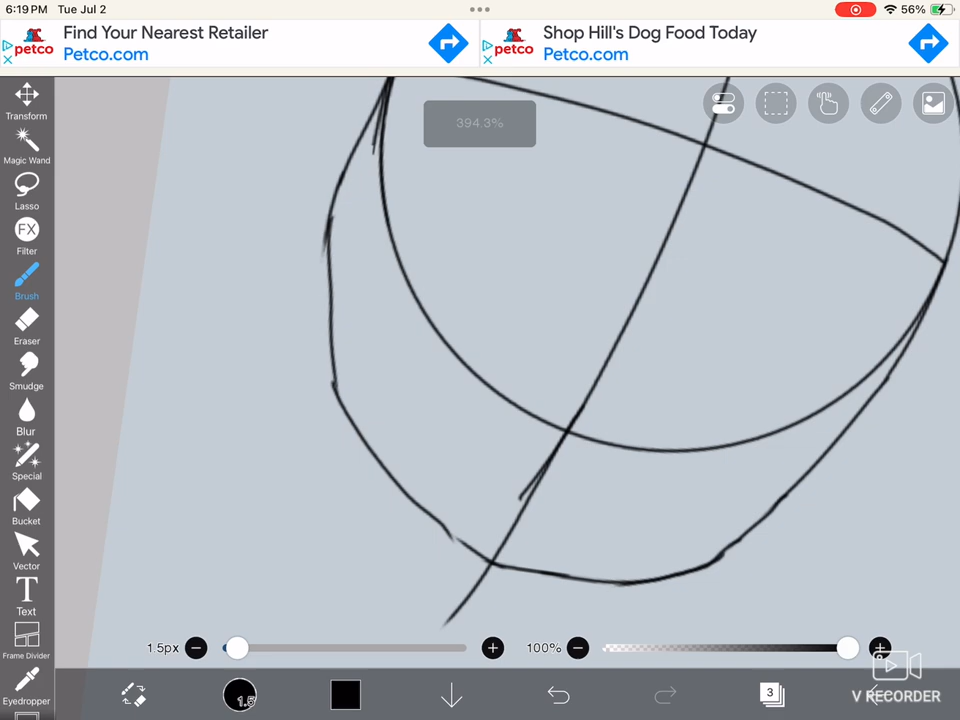 6:19 PM Tue Jul 2
56%
petco
Find Your Nearest Retailer
Petco.com
petco
Shop Hill's Dog Food Today
Petco.com
394.3%
Transform
Magic Wand
Lasso
FX
Filter
Brush
Eraser
Smudge
Blur
Special
Bucket
Vector
T
Text
Frame Divider
Eyedropper
1.5px
100%
1.5
3
V RECORDER